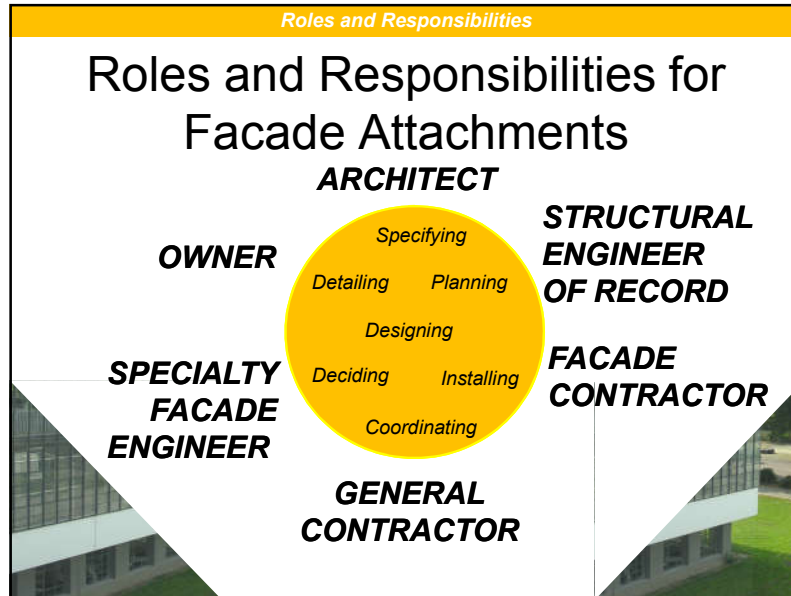 Roles and Responsibilities
Roles and Responsibilities for
Facade Attachments
ARCHITECT
OWNER
STRUCTURAL
ENGINEER
OF RECORD
Specifying
Detailing
Planning
Designing
Deciding
Installing
Coordinating
SPECIALTY
FACADE
ENGINEER
FACADE
CONTRACTOR
GENERAL
CONTRACTOR